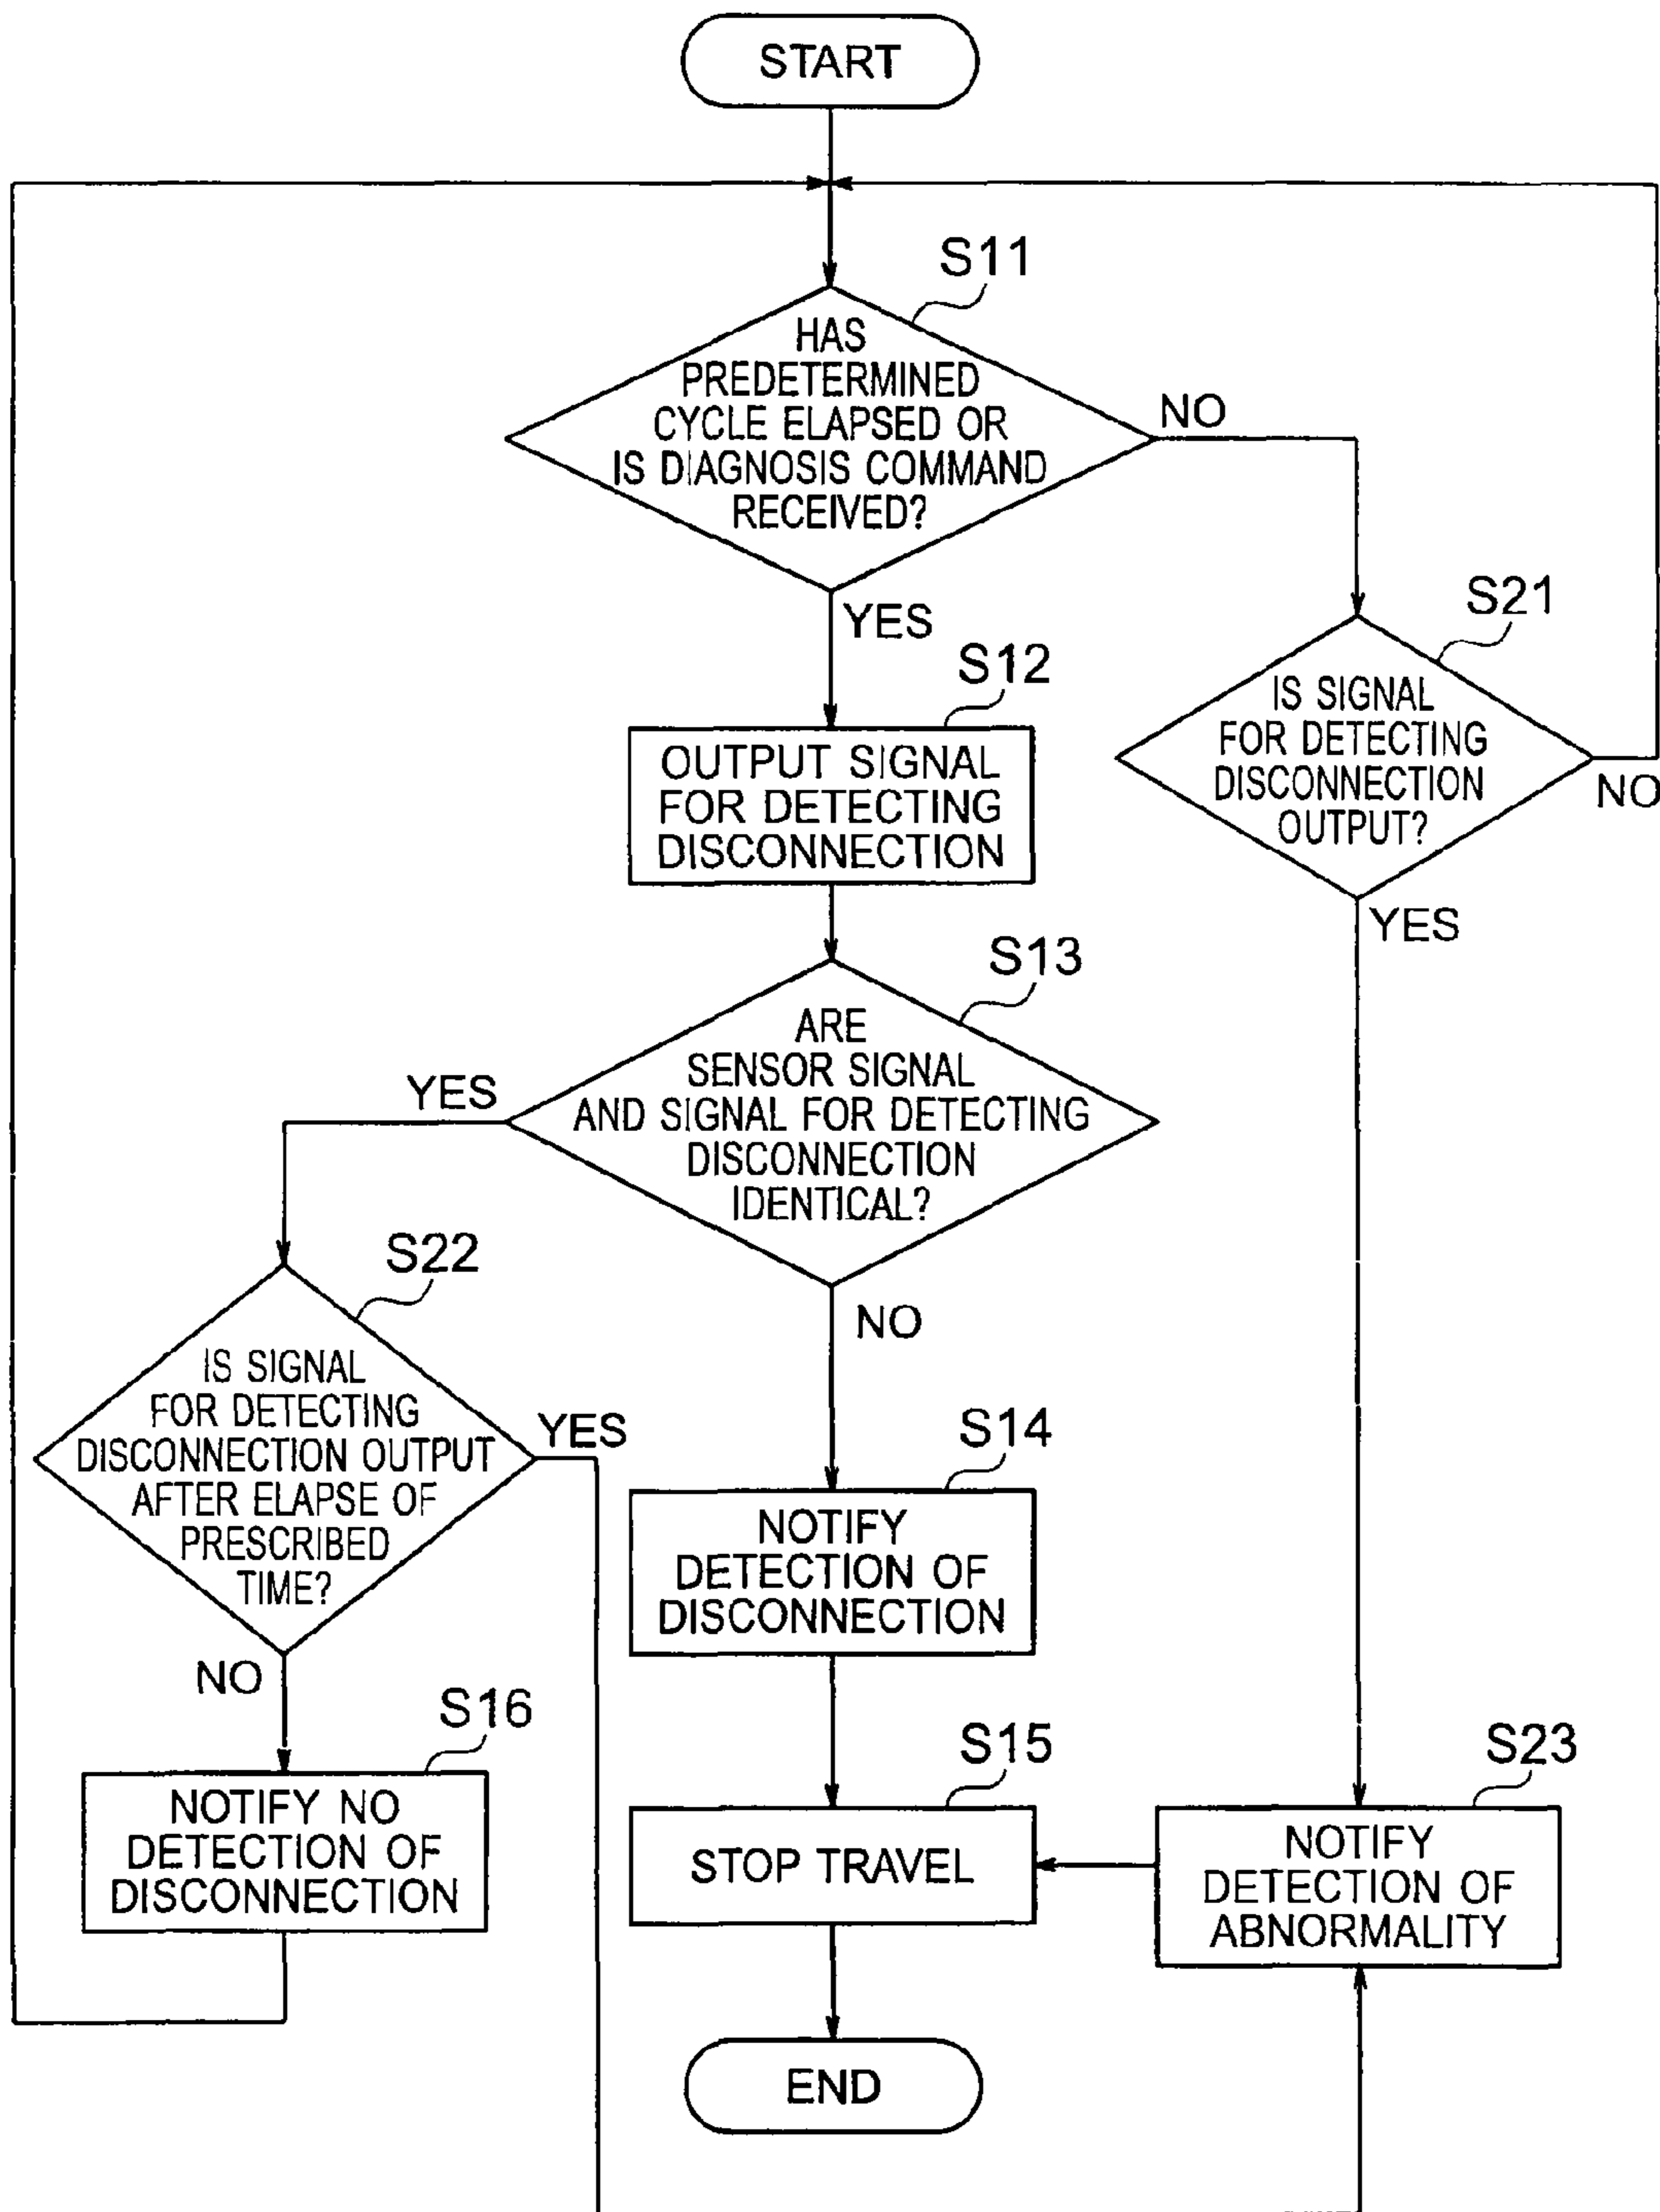 START
S11
HAS
PREDETERMINED
CYCLE ELAPSED OR
IS DIAGNOSIS COMMAND
RECEIVED?
NO
YES
S21
IS SIGNAL
FOR DETECTING
DISCONNECTION
OUTPUT?
NO
YES
S12
OUTPUT SIGNAL
FOR DETECTING
DISCONNECTION
S13
ARE
SENSOR SIGNAL
AND SIGNAL FOR DETECTING
DISCONNECTION
IDENTICAL?
YES
NO
S22
IS SIGNAL
FOR DETECTING
DISCONNECTION OUTPUT
AFTER ELAPSE OF
PRESCRIBED
TIME?
YES
NO
S14
NOTIFY
DETECTION OF
DISCONNECTION
S16
NOTIFY NO
DETECTION OF
DISCONNECTION
S15
STOP TRAVEL
S23
NOTIFY
DETECTION OF
ABNORMALITY
END